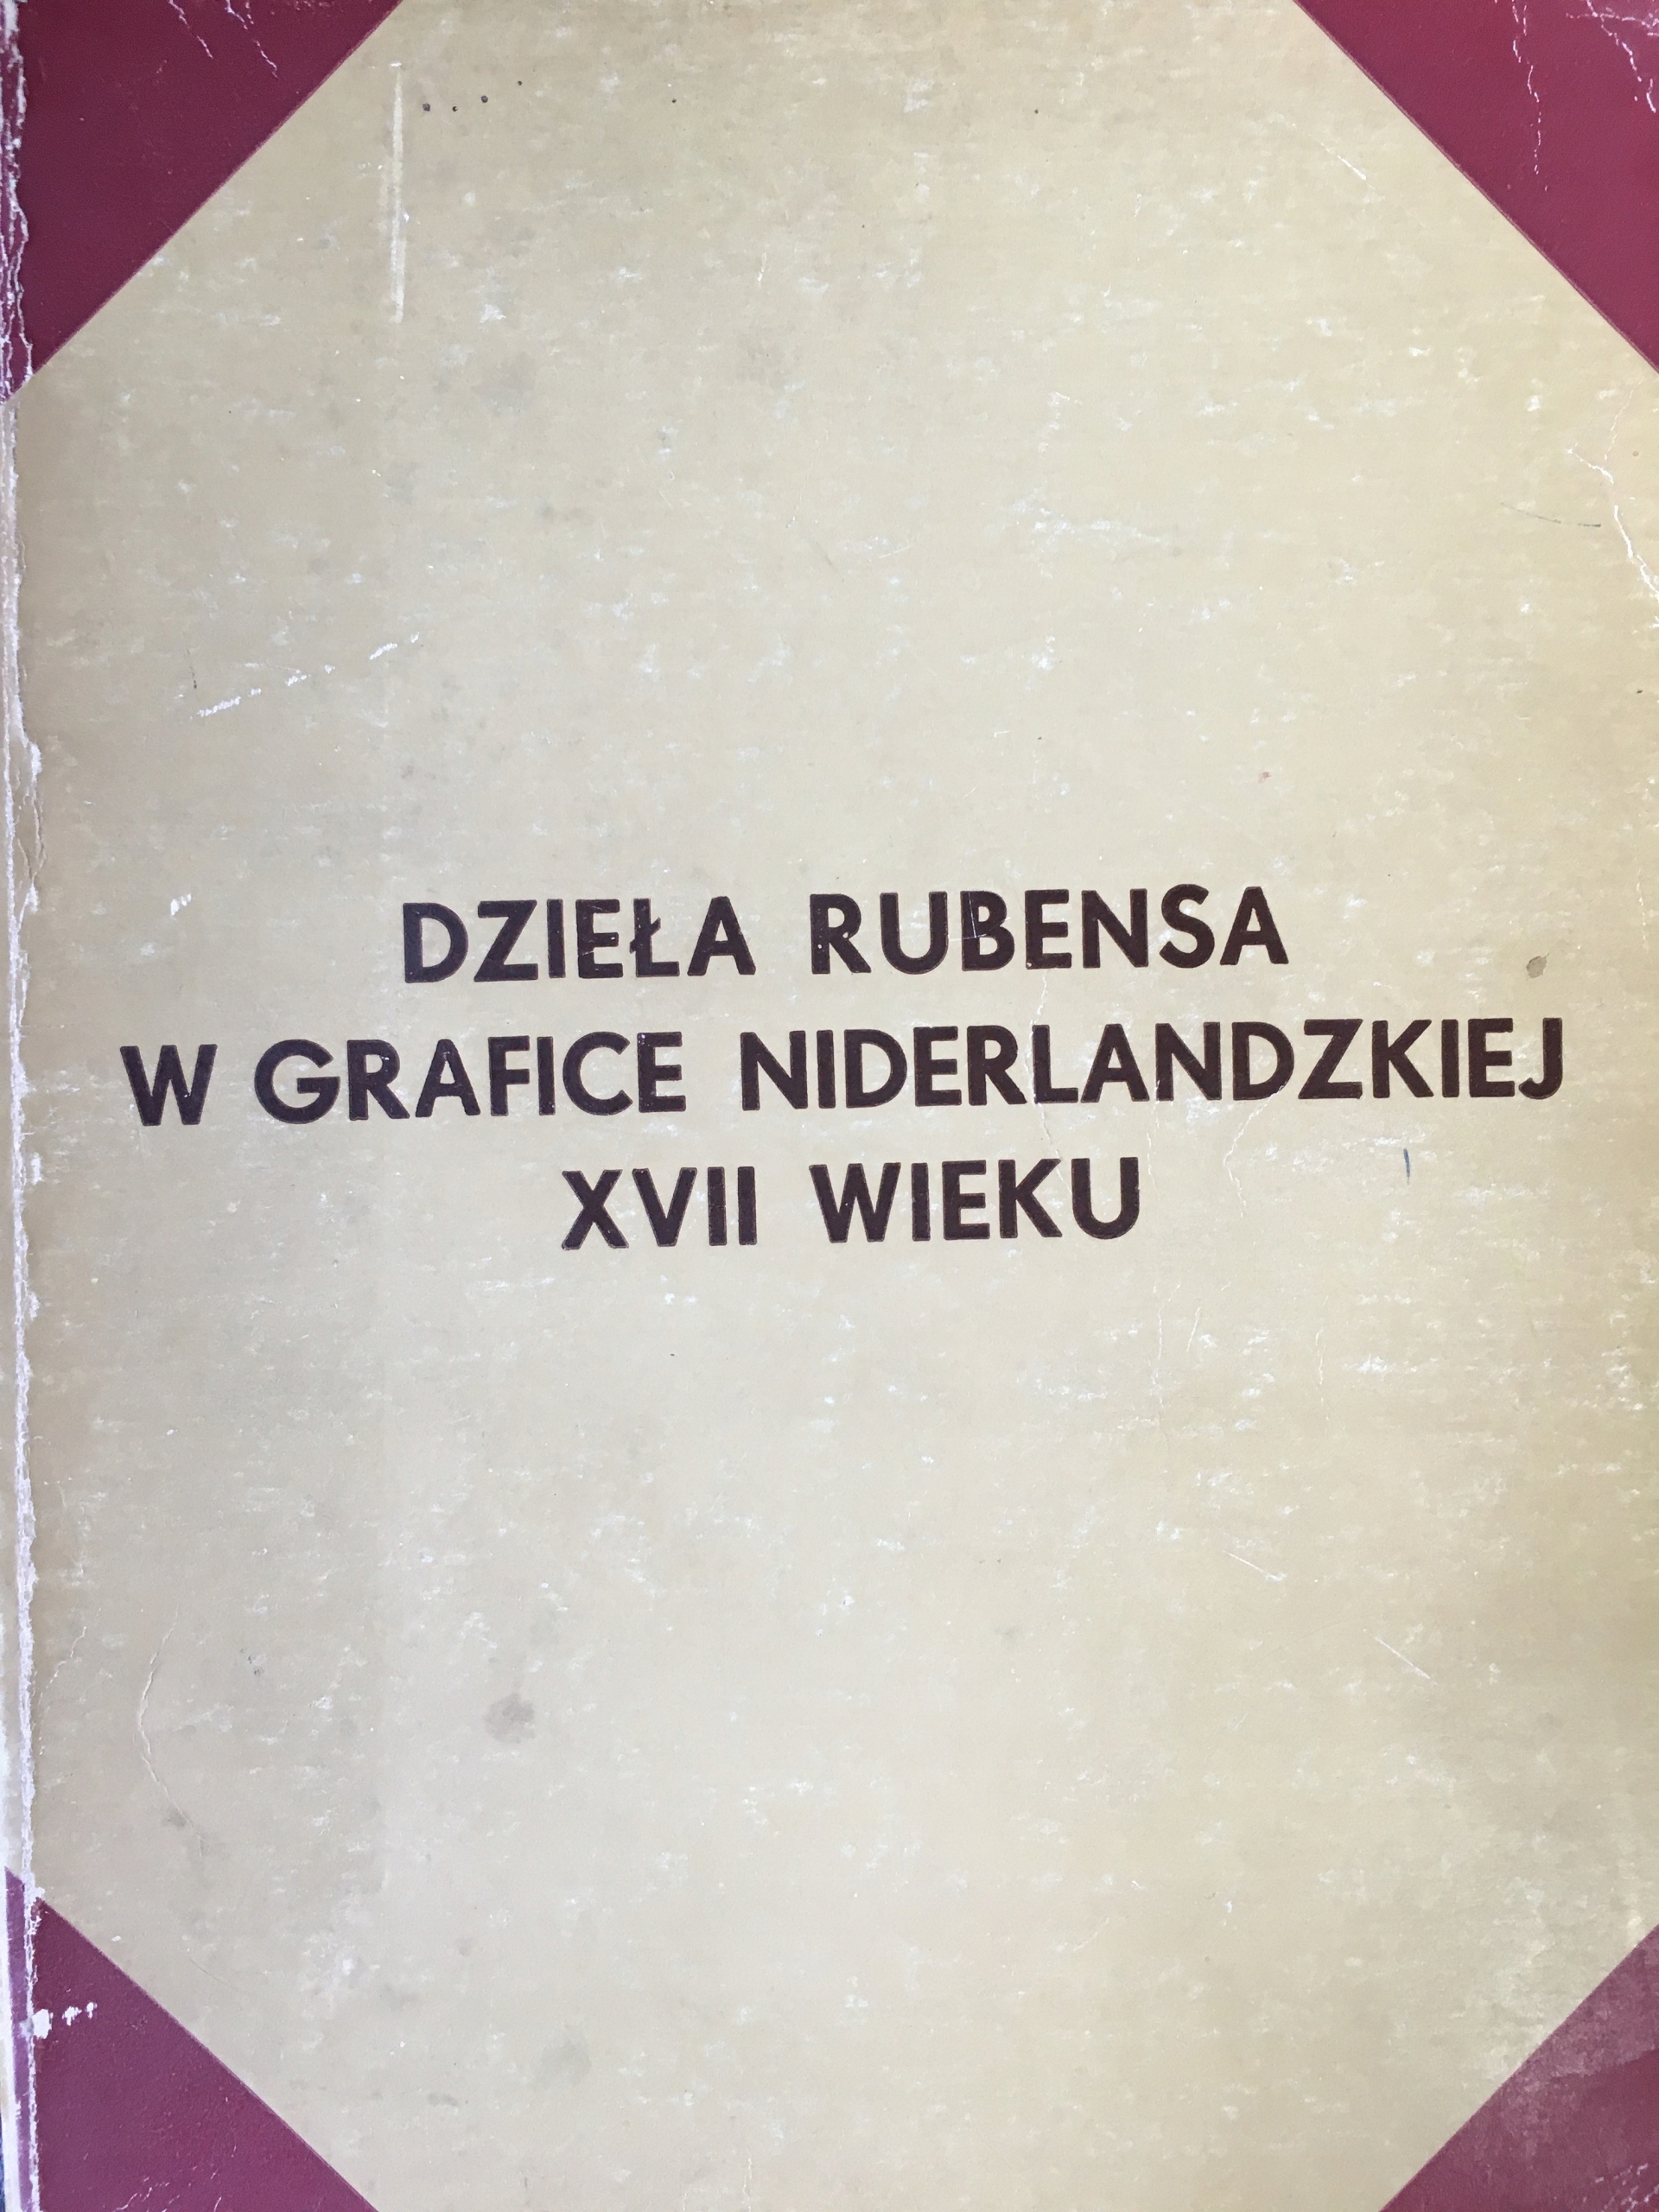 DZIEŁA RUBENSA
W GRAFICE NIDERLANDZKIEJ
XVII WIEKU